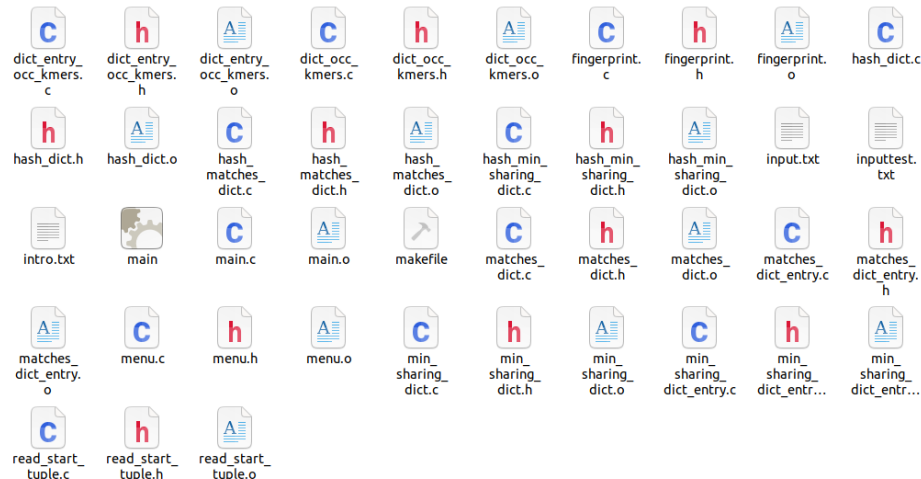 dict_entry_ dict_entry_ dict_entry_ dict_occ_ dict_occ_ dict_occ_ fingerprint. fingerprint. fingerprint. hash_dict.c
occ_kmers. occ_kmers. occ_kmers. kmers.c kmers.h kmers.o c h o
c h o
hash_dict.h hash_dict.o hash_ hash_ hash_ hash_min_ hash_min_ hash_min_ input.txt inputtest.
matches_ matches_ matches_ sharing_ sharing_ sharing_ txt
dict.c dict.h dict.o dict.c dict.h dict.o
intro.txt main main.c main.o makefile matches_ matches_ matches_ matches_ matches_
dict.c dict.h dict.o dict_entry.c dict_entry.
h
matches_ menu.c menu.h menu.o min_ min_ min_ min_ min_ min_
dict_entry. sharing_ sharing_ sharing_ sharing_ sharing_ sharing_
o dict.c dict.h dict.o dict_entry.c dict_entr... dict_entr...
read_start_ read_start_ read_start_
tuple.c tuple.h tuple.o